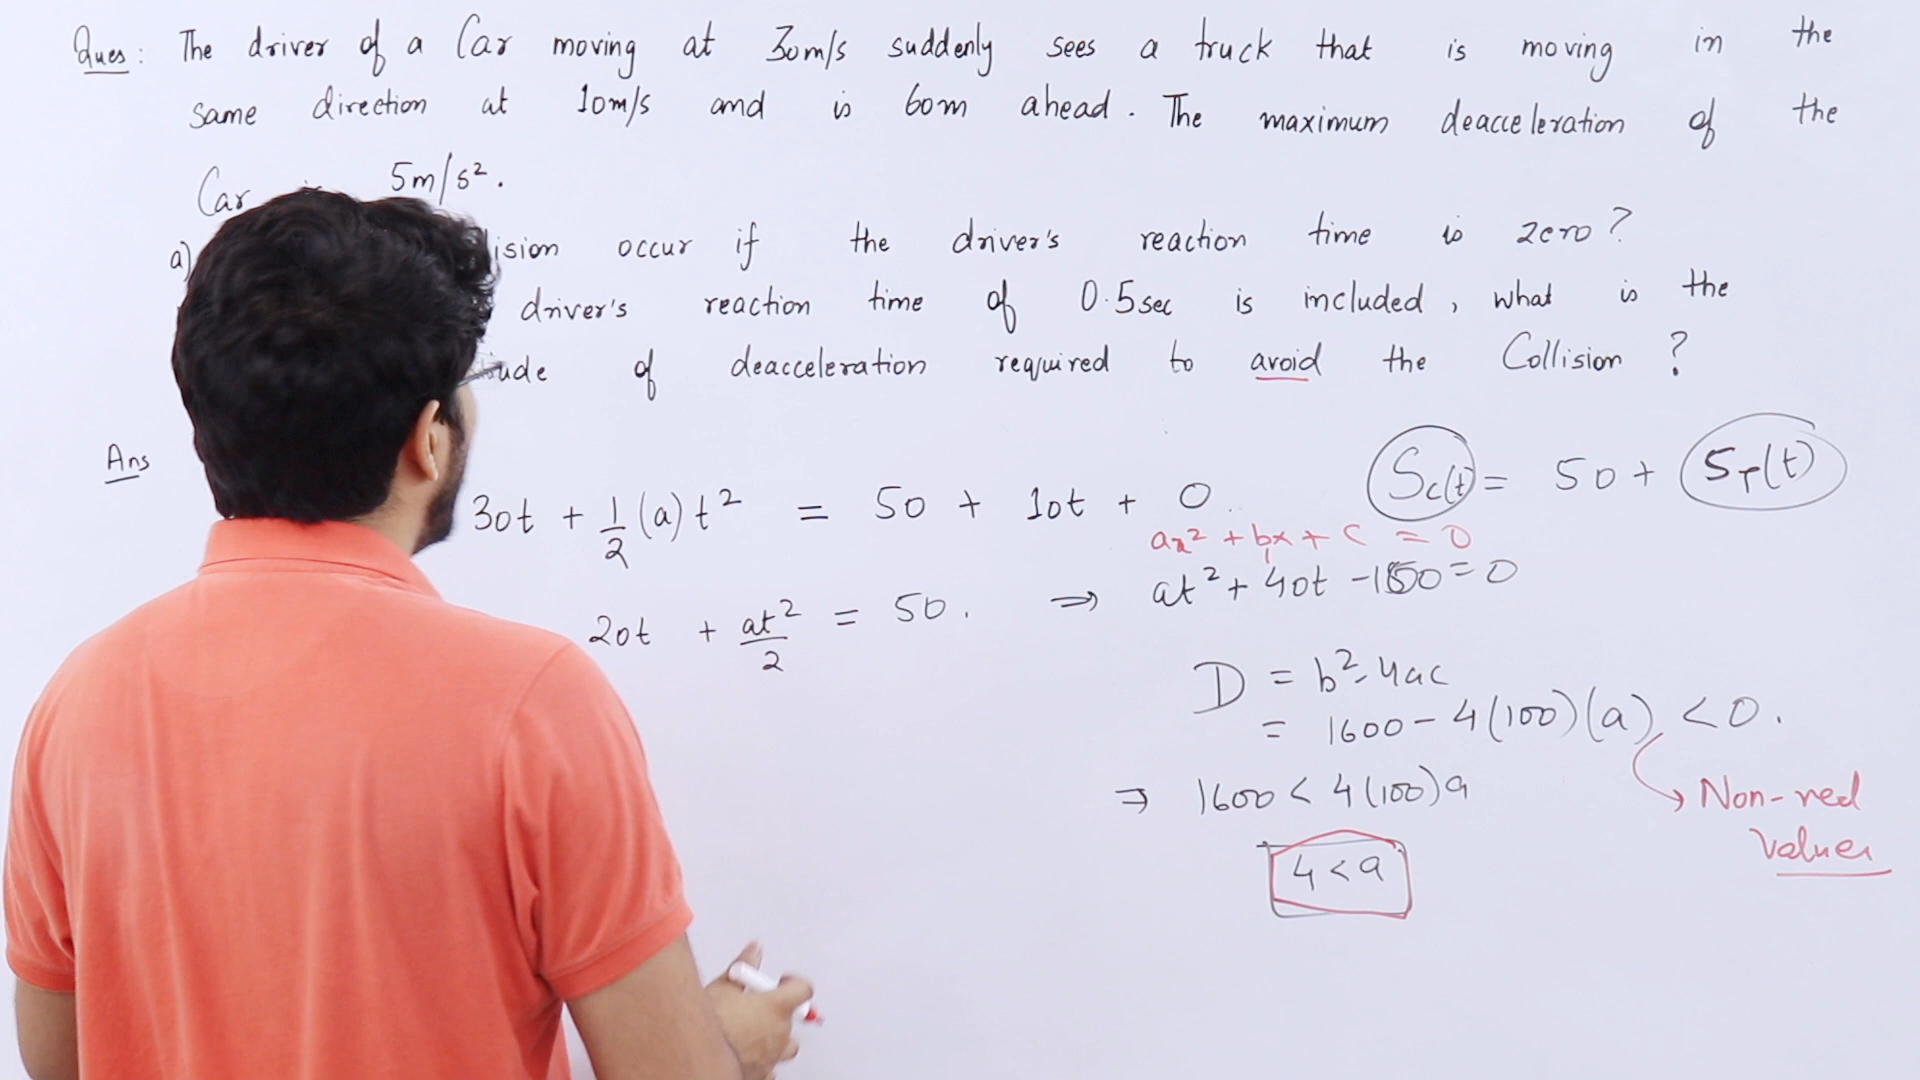 Ques: The driver of a Car moving at 30m/s suddenly sees a truck that is moving in the
same direction at 10m/s and is 60m ahead. The maximum deacceleration of the
Car 5m/s².
a) ision occur if the driver's reaction time is zero?
driver's reaction time of 0.5sec is included, what is the
ude of deacceleration required to avoid the Collision?
Ans
Sc(t) = 50 + ST(t)
30t + 1/2 (a)t² = 50 + 10t + 0.
ax² + bx + c = 0
20t + at²/2 = 50. ⇒ at² + 40t - 100 = 0
D = b² - 4ac
= 1600 - 4(100)(a) < 0.
⇒ 1600 < 4(100)a
Non-real
values
4 < a